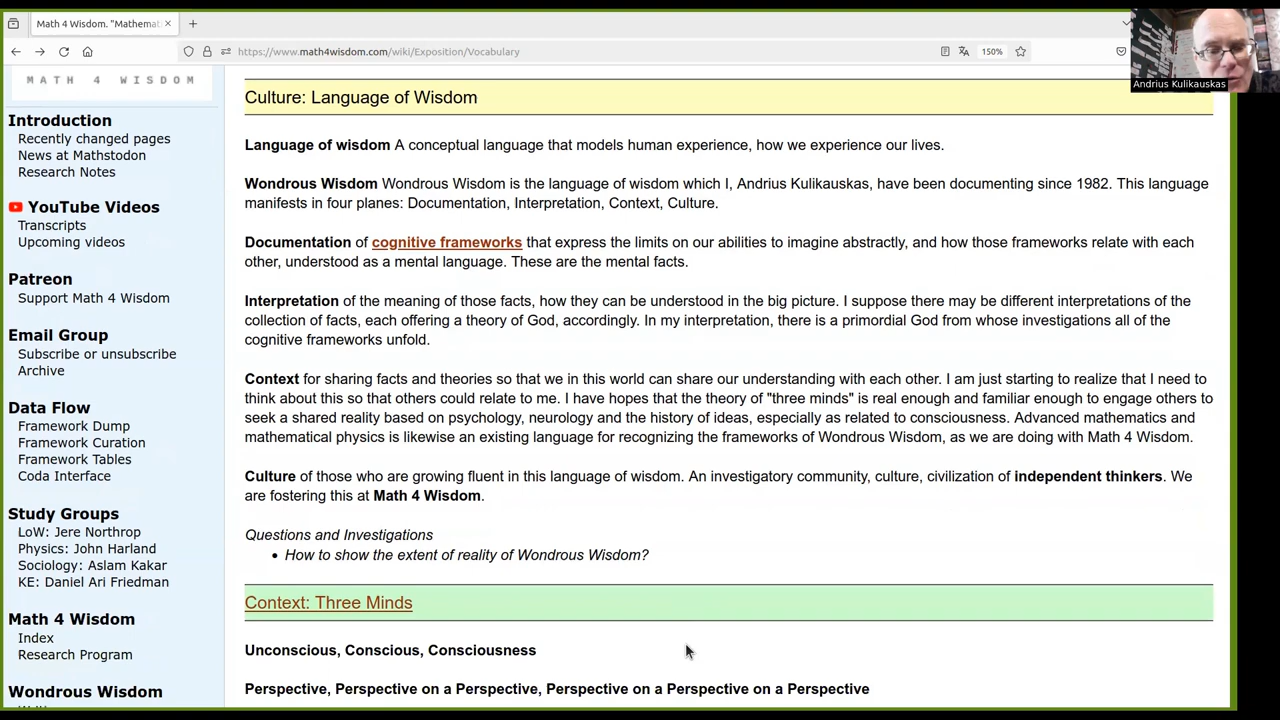 Math 4 Wisdom. "Mathemat
https://www.math4wisdom.com/wiki/Exposition/Vocabulary
150%
Andrius Kulikauskas
MATH 4 WISDOM
Introduction
Recently changed pages
News at Mathstodon
Research Notes
YouTube Videos
Transcripts
Upcoming videos
Patreon
Support Math 4 Wisdom
Email Group
Subscribe or unsubscribe
Archive
Data Flow
Framework Dump
Framework Curation
Framework Tables
Coda Interface
Study Groups
LoW: Jere Northrop
Physics: John Harland
Sociology: Aslam Kakar
KE: Daniel Ari Friedman
Math 4 Wisdom
Index
Research Program
Wondrous Wisdom
Culture: Language of Wisdom
Language of wisdom A conceptual language that models human experience, how we experience our lives.
Wondrous Wisdom Wondrous Wisdom is the language of wisdom which I, Andrius Kulikauskas, have been documenting since 1982. This language
manifests in four planes: Documentation, Interpretation, Context, Culture.
Documentation of cognitive frameworks that express the limits on our abilities to imagine abstractly, and how those frameworks relate with each
other, understood as a mental language. These are the mental facts.
Interpretation of the meaning of those facts, how they can be understood in the big picture. I suppose there may be different interpretations of the
collection of facts, each offering a theory of God, accordingly. In my interpretation, there is a primordial God from whose investigations all of the
cognitive frameworks unfold.
Context for sharing facts and theories so that we in this world can share our understanding with each other. I am just starting to realize that I need to
think about this so that others could relate to me. I have hopes that the theory of "three minds" is real enough and familiar enough to engage others to
seek a shared reality based on psychology, neurology and the history of ideas, especially as related to consciousness. Advanced mathematics and
mathematical physics is likewise an existing language for recognizing the frameworks of Wondrous Wisdom, as we are doing with Math 4 Wisdom.
Culture of those who are growing fluent in this language of wisdom. An investigatory community, culture, civilization of independent thinkers. We
are fostering this at Math 4 Wisdom.
Questions and Investigations
• How to show the extent of reality of Wondrous Wisdom?
Context: Three Minds
Unconscious, Conscious, Consciousness
Perspective, Perspective on a Perspective, Perspective on a Perspective on a Perspective